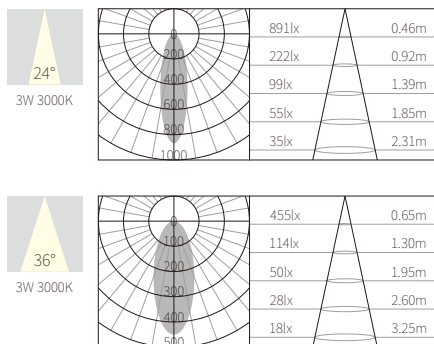 24°
3W 3000K
0
200
400
600
800
1000
891lx 0.46m
222lx 0.92m
99lx 1.39m
55lx 1.85m
35lx 2.31m
36°
3W 3000K
0
100
200
300
400
500
455lx 0.65m
114lx 1.30m
50lx 1.95m
28lx 2.60m
18lx 3.25m